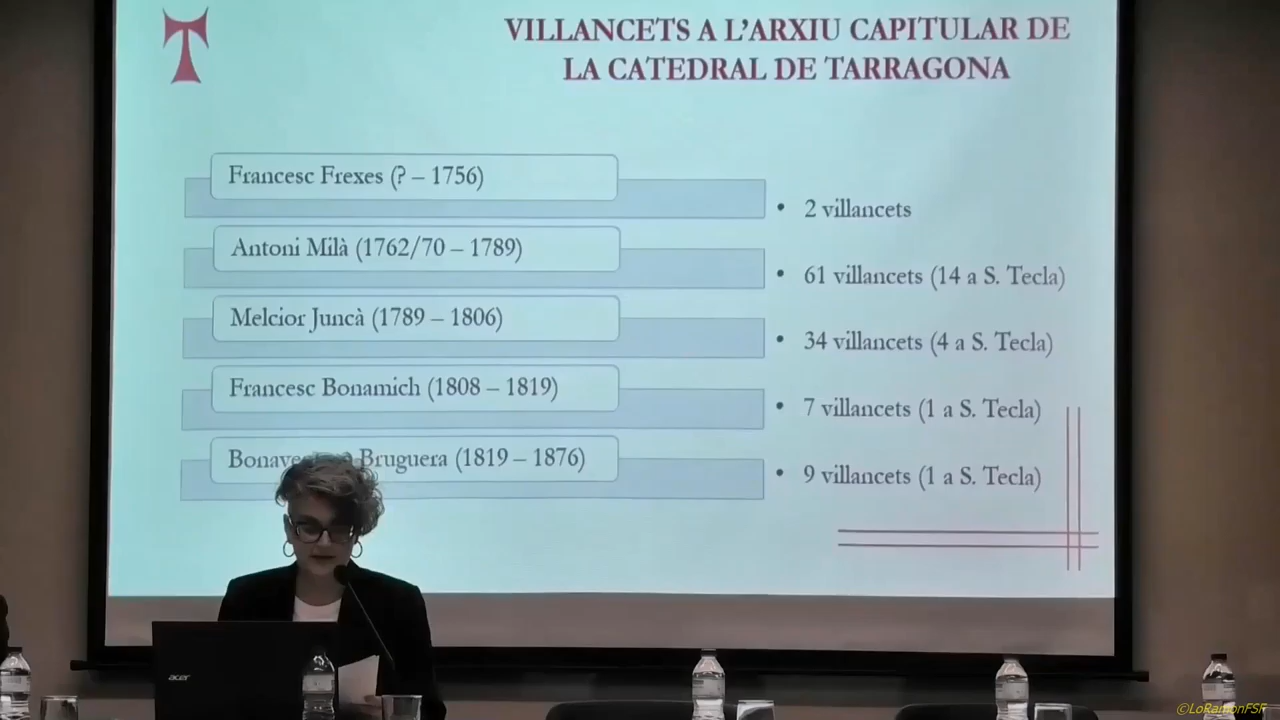 VILLANCETS A L'ARXIU CAPITULAR DE
LA CATEDRAL DE TARRAGONA
Francesc Frexes (? – 1756)
• 2 villancets
Antoni Milà (1762/70 – 1789)
• 61 villancets (14 a S. Tecla)
Melcior Juncà (1789 – 1806)
• 34 villancets (4 a S. Tecla)
Francesc Bonamich (1808 – 1819)
• 7 villancets (1 a S. Tecla)
Bruguera (1819 – 1876)
• 9 villancets (1 a S. Tecla)
acer
©LoRamonFSF